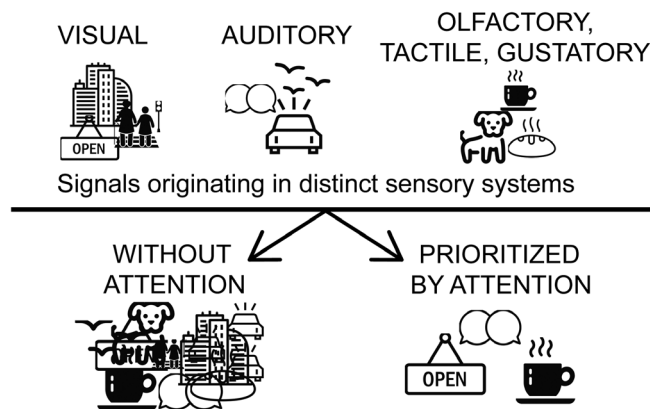 VISUAL
AUDITORY
OLFACTORY,
TACTILE, GUSTATORY
OPEN
Signals originating in distinct sensory systems
WITHOUT
ATTENTION
PRIORITIZED
BY ATTENTION
OPEN